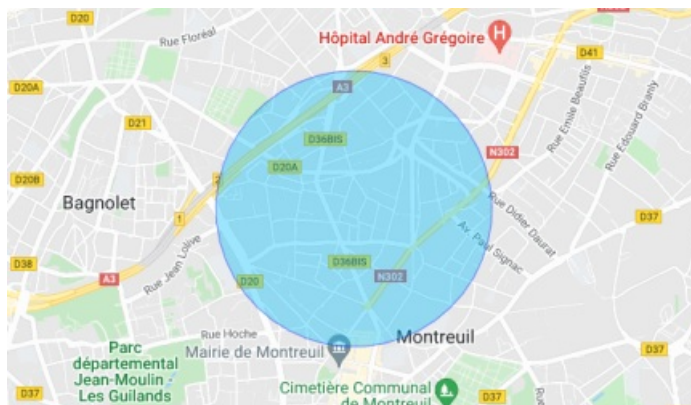 D20
Rue Floréal
Hôpital André Grégoire
H
D41
3
D20A
A3
Rue Emile Beaufils
Rue Edouard Branly
D21
D36BIS
N302
D20A
D20B
2
Bagnolet
1
Rue Didier Daurat
D37
Av. Paul Signac
Rue Jean Lolive
D38
D36BIS
A3
D20
N302
Rue Hoche
Montreuil
Mairie de Montreuil
D37
Parc
départemental
Jean-Moulin
Les Guilands
D37
Cimetière Communal
de Montreuil
D37
D37